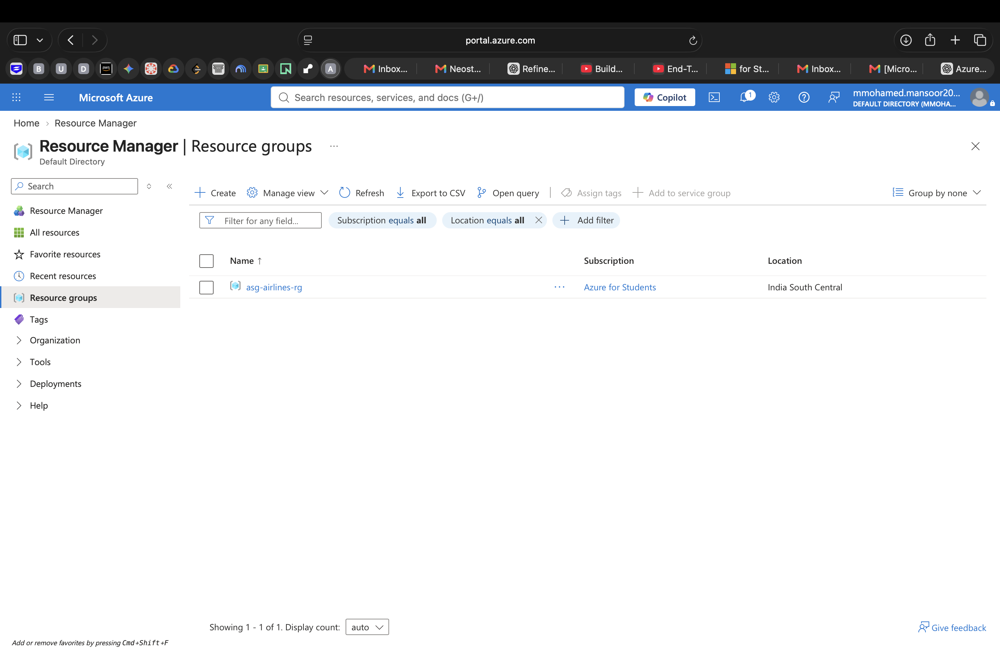 portal.azure.com
B
U
D
aws
A
Inbox...
Neost...
Refine...
Build...
End-T...
for St...
Inbox...
[Micro...
Azure...
Microsoft Azure
Search resources, services, and docs (G+/)
Copilot
1
mmohamed.mansoor20...
DEFAULT DIRECTORY (MMOHA...
Home > Resource Manager
Resource Manager | Resource groups ...
Default Directory
Search
Resource Manager
All resources
Favorite resources
Recent resources
Resource groups
Tags
Organization
Tools
Deployments
Help
Create
Manage view
Refresh
Export to CSV
Open query
Assign tags
Add to service group
Group by none
Filter for any field...
Subscription equals all
Location equals all
Add filter
Name ↑ Subscription Location
asg-airlines-rg ... Azure for Students India South Central
Showing 1 - 1 of 1. Display count: auto
Give feedback
Add or remove favorites by pressing Cmd+Shift+F